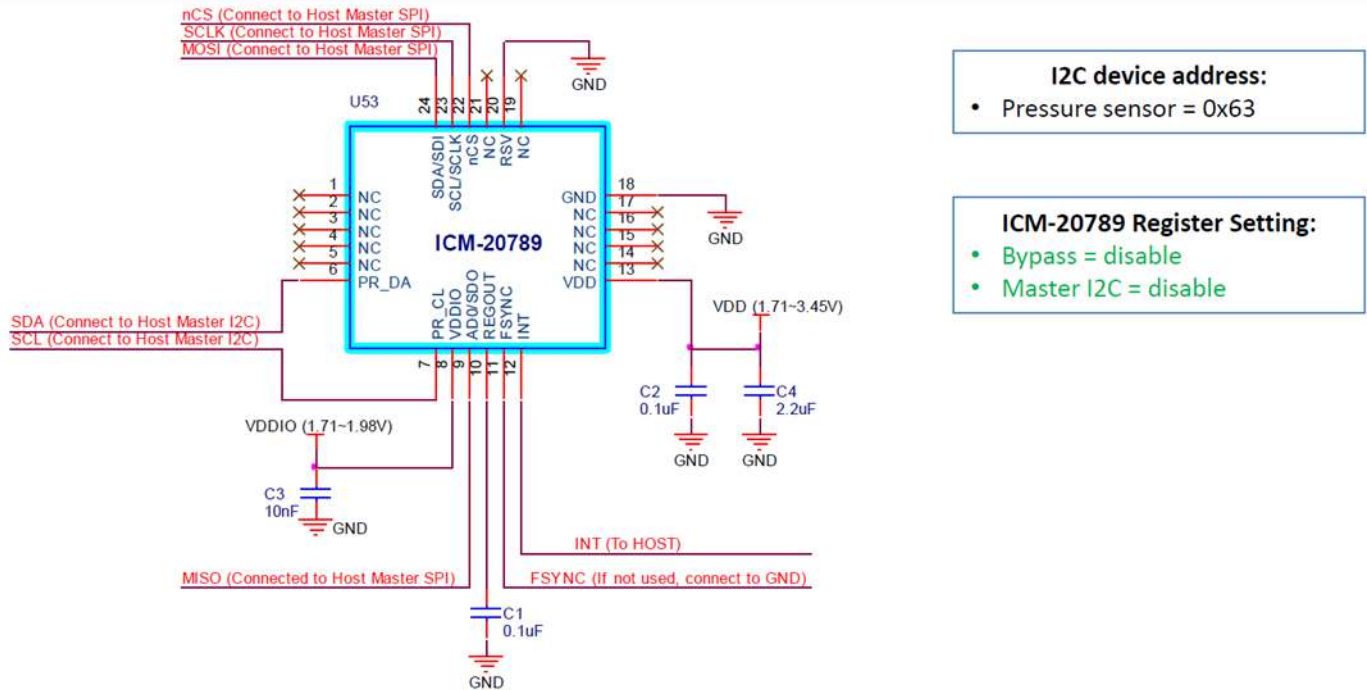 nCS (Connect to Host Master SPI)
SCLK (Connect to Host Master SPI)
MOSI (Connect to Host Master SPI)
GND
U53
24
23
22
21
20
19
SDA/SDI
SCL/SCLK
nCS
NC
RSV
NC
1
NC
2
NC
3
NC
4
NC
5
NC
6
PR_DA
ICM-20789
18
GND
17
NC
16
NC
15
NC
14
NC
13
VDD
GND
PR_CL
VDDIO
AD0/SDO
REGOUT
FSYNC
INT
7
8
9
10
11
12
SDA (Connect to Host Master I2C)
SCL (Connect to Host Master I2C)
VDD (1.71~3.45V)
C2
0.1uF
C4
2.2uF
GND
GND
VDDIO (1.71~1.98V)
C3
10nF
GND
INT (To HOST)
MISO (Connected to Host Master SPI)
FSYNC (If not used, connect to GND)
C1
0.1uF
GND
I2C device address:
• Pressure sensor = 0x63
ICM-20789 Register Setting:
• Bypass = disable
• Master I2C = disable